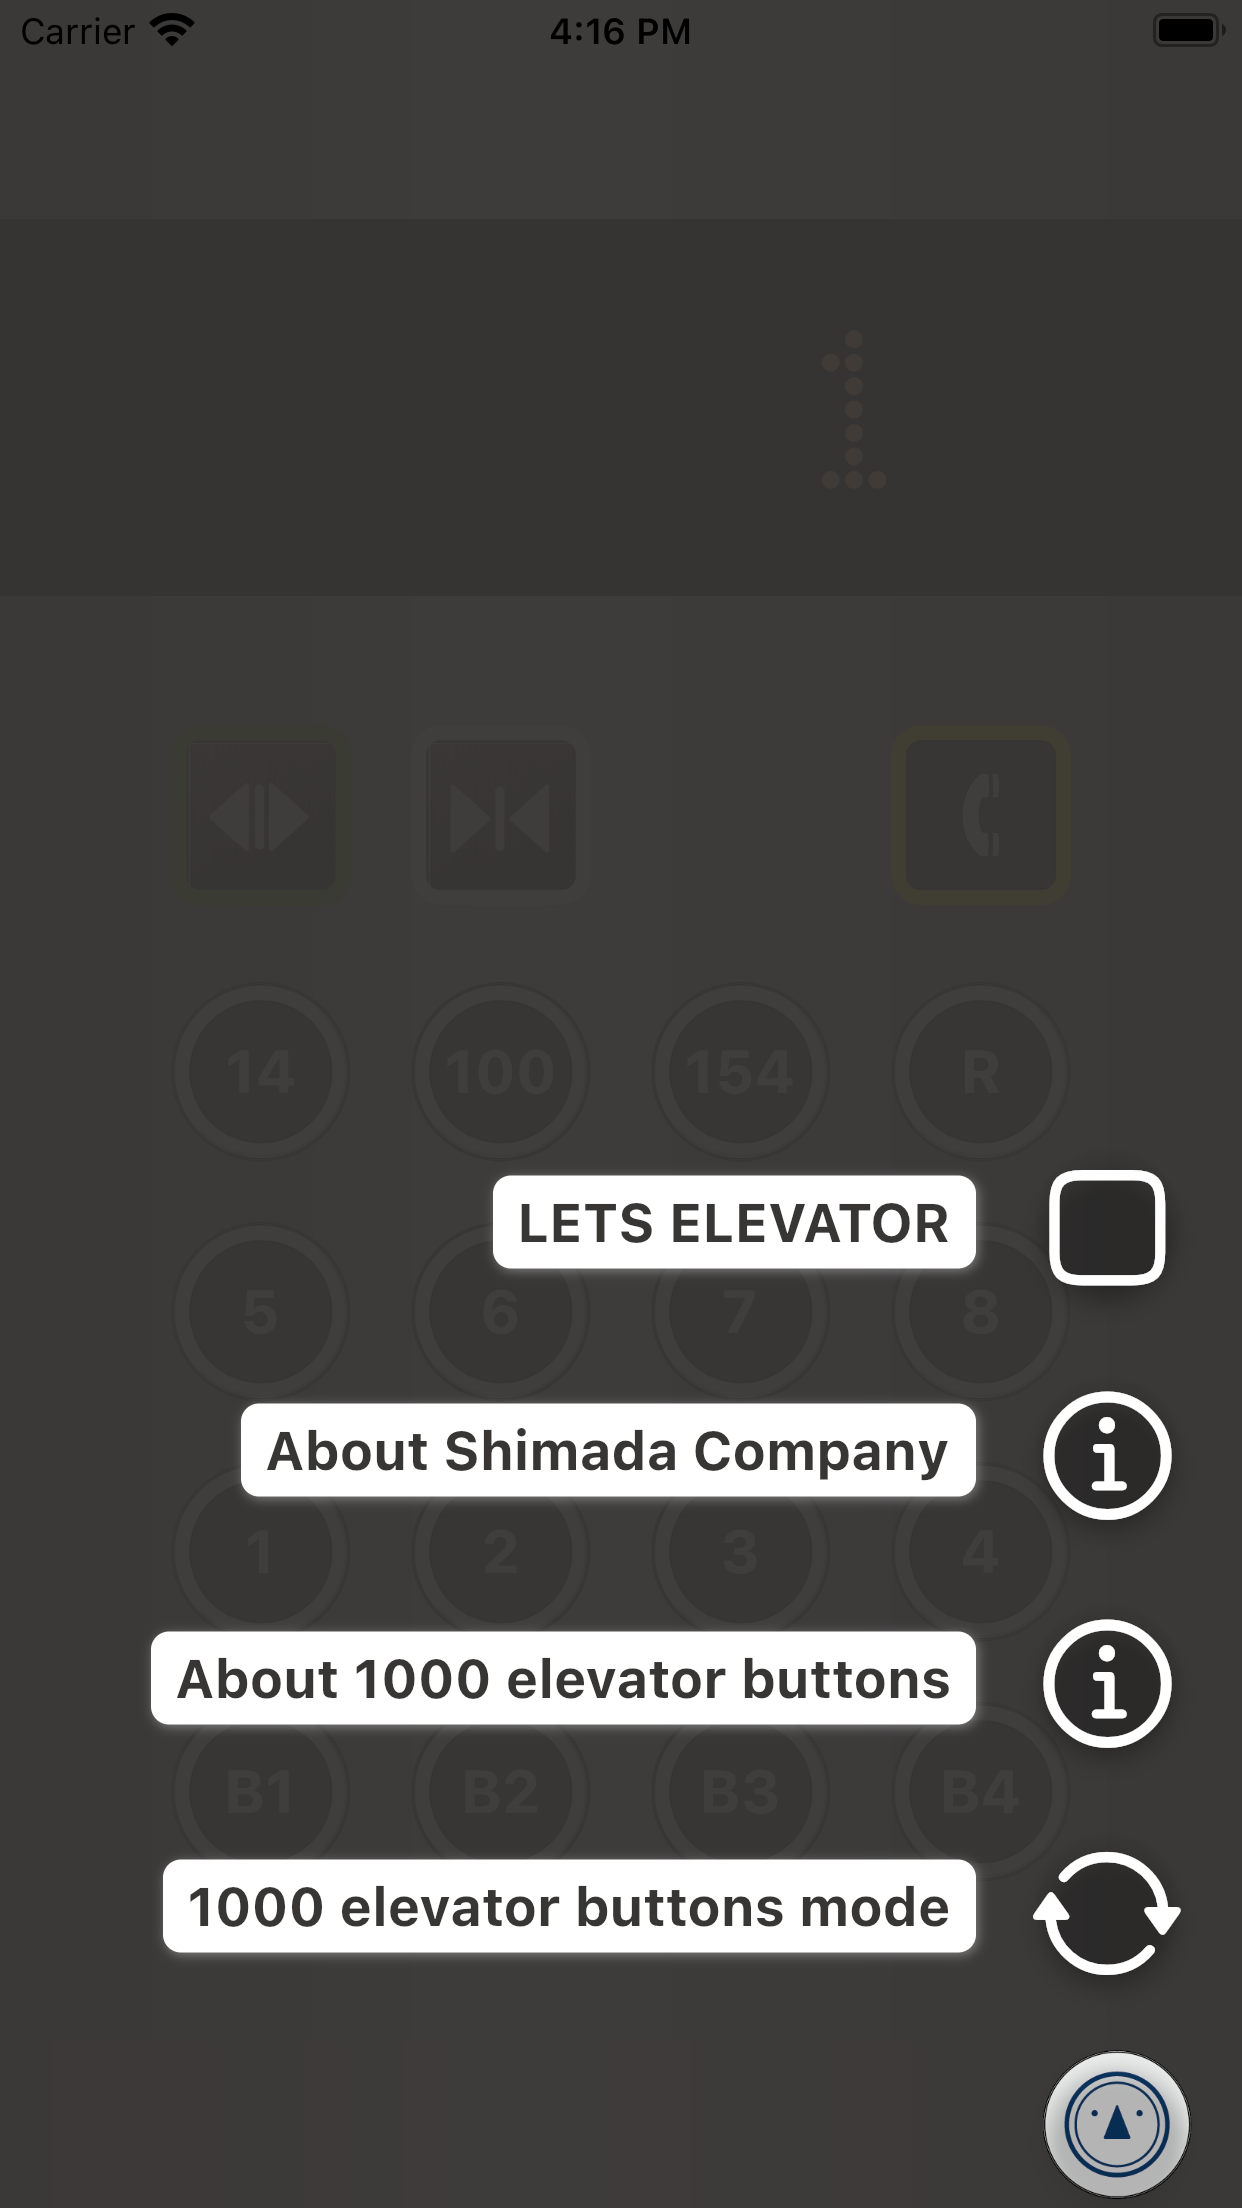 Carrier 4:16 PM
1
14 100 154 R
LETS ELEVATOR
5 6 7 8
About Shimada Company
1 2 3 4
About 1000 elevator buttons
B1 B2 B3 B4
1000 elevator buttons mode